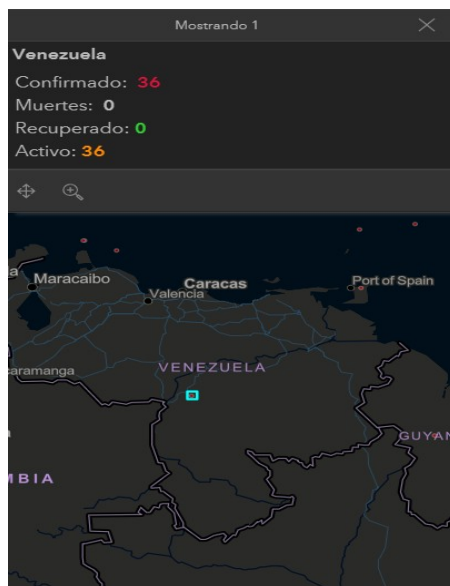 Mostrando 1
Venezuela
Confirmado: 36
Muertes: 0
Recuperado: 0
Activo: 36
Maracaibo
Caracas
Valencia
Port of Spain
caramanga
VENEZUELA
GUYAN
MBIA